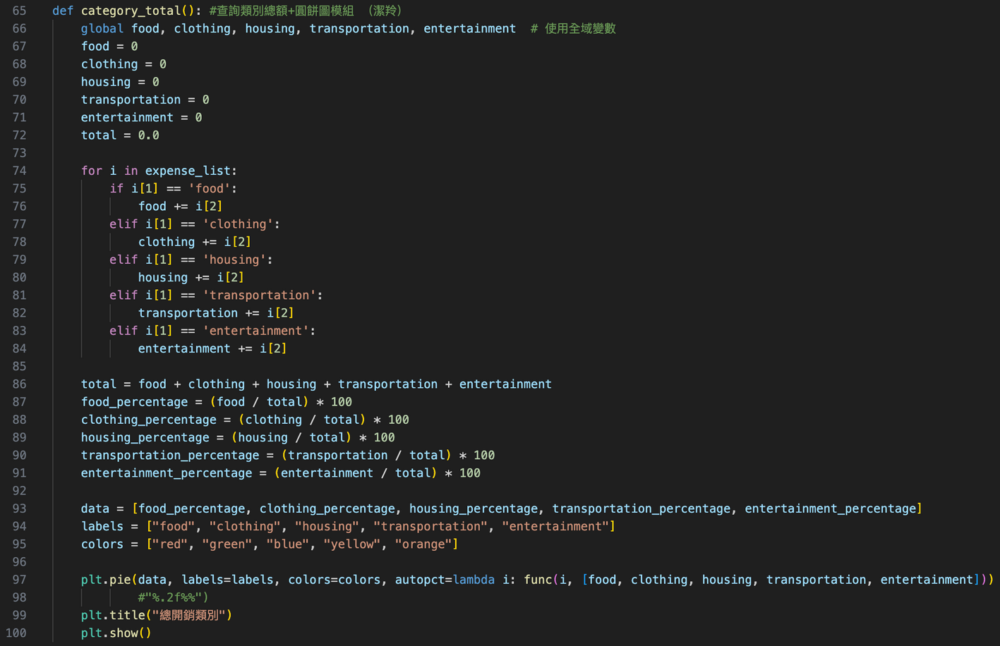 65 def category_total(): #查詢類別總額+圓餅圖模組 （潔羚）
66 global food, clothing, housing, transportation, entertainment # 使用全域變數
67 food = 0
68 clothing = 0
69 housing = 0
70 transportation = 0
71 entertainment = 0
72 total = 0.0
73
74 for i in expense_list:
75 if i[1] == 'food':
76 food += i[2]
77 elif i[1] == 'clothing':
78 clothing += i[2]
79 elif i[1] == 'housing':
80 housing += i[2]
81 elif i[1] == 'transportation':
82 transportation += i[2]
83 elif i[1] == 'entertainment':
84 entertainment += i[2]
85
86 total = food + clothing + housing + transportation + entertainment
87 food_percentage = (food / total) * 100
88 clothing_percentage = (clothing / total) * 100
89 housing_percentage = (housing / total) * 100
90 transportation_percentage = (transportation / total) * 100
91 entertainment_percentage = (entertainment / total) * 100
92
93 data = [food_percentage, clothing_percentage, housing_percentage, transportation_percentage, entertainment_percentage]
94 labels = ["food", "clothing", "housing", "transportation", "entertainment"]
95 colors = ["red", "green", "blue", "yellow", "orange"]
96
97 plt.pie(data, labels=labels, colors=colors, autopct=lambda i: func(i, [food, clothing, housing, transportation, entertainment]))
98 #"%.2f%%")
99 plt.title("總開銷類別")
100 plt.show()